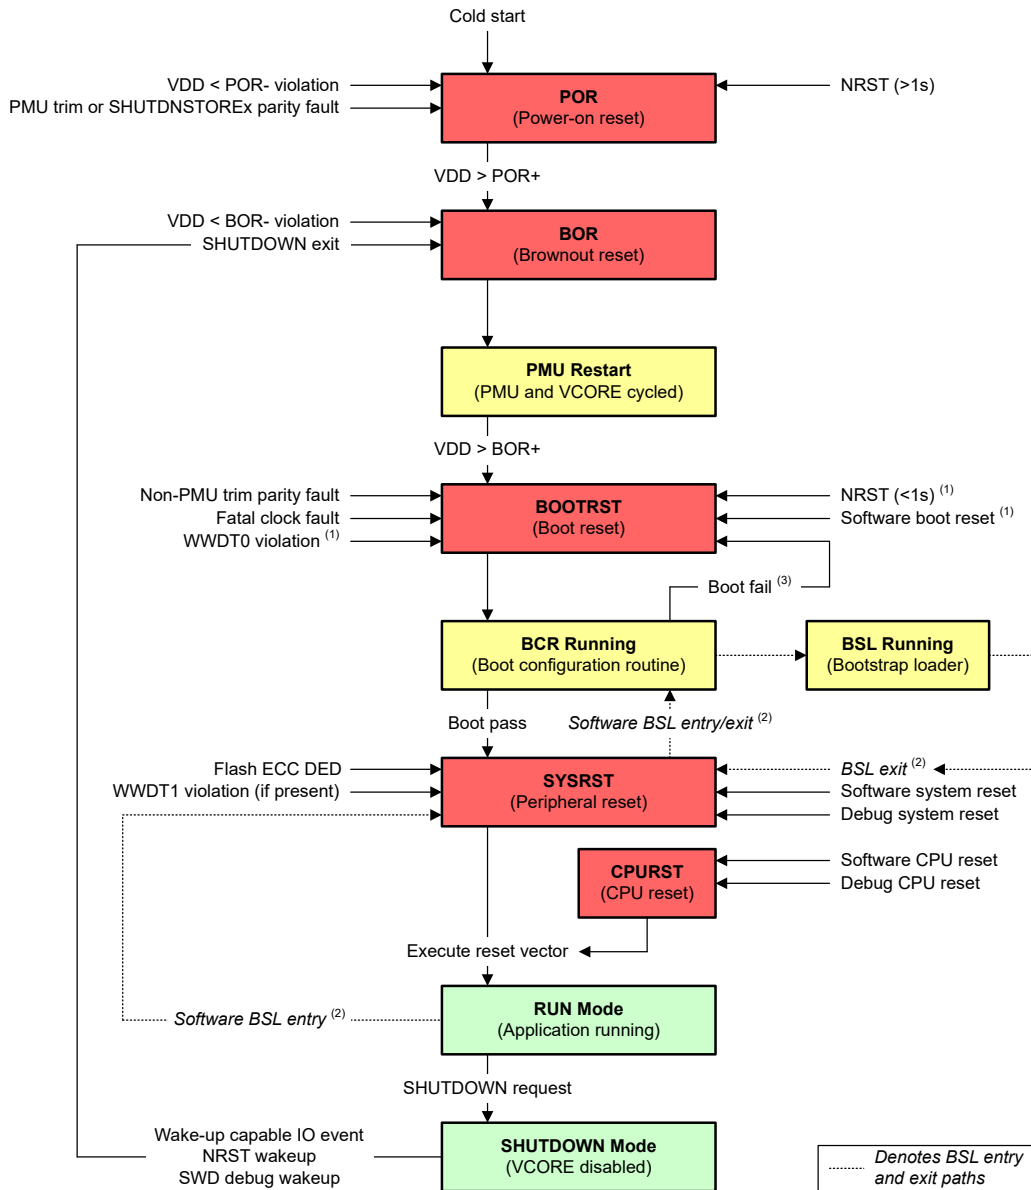 Cold start
VDD < POR- violation
PMU trim or SHUTDNSTOREx parity fault
POR
(Power-on reset)
NRST (>1s)
VDD > POR+
VDD < BOR- violation
SHUTDOWN exit
BOR
(Brownout reset)
PMU Restart
(PMU and VCORE cycled)
VDD > BOR+
Non-PMU trim parity fault
Fatal clock fault
WWDT0 violation (1)
BOOTRST
(Boot reset)
NRST (<1s) (1)
Software boot reset (1)
Boot fail (3)
BCR Running
(Boot configuration routine)
BSL Running
(Bootstrap loader)
Boot pass
Software BSL entry/exit (2)
Flash ECC DED
WWDT1 violation (if present)
SYSRST
(Peripheral reset)
BSL exit (2)
Software system reset
Debug system reset
CPURST
(CPU reset)
Software CPU reset
Debug CPU reset
Execute reset vector
Software BSL entry (2)
RUN Mode
(Application running)
SHUTDOWN request
Wake-up capable IO event
NRST wakeup
SWD debug wakeup
SHUTDOWN Mode
(VCORE disabled)
Denotes BSL entry
and exit paths